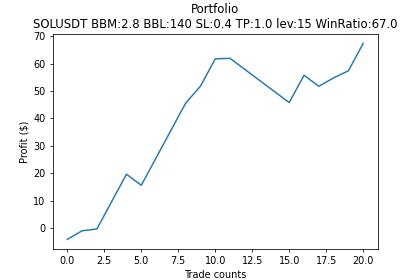 Portfolio
SOLUSDT BBM:2.8 BBL:140 SL:0.4 TP:1.0 lev:15 WinRatio:67.0
70
60
50
40
30
20
10
0
Profit ($)
0.0 2.5 5.0 7.5 10.0 12.5 15.0 17.5 20.0
Trade counts